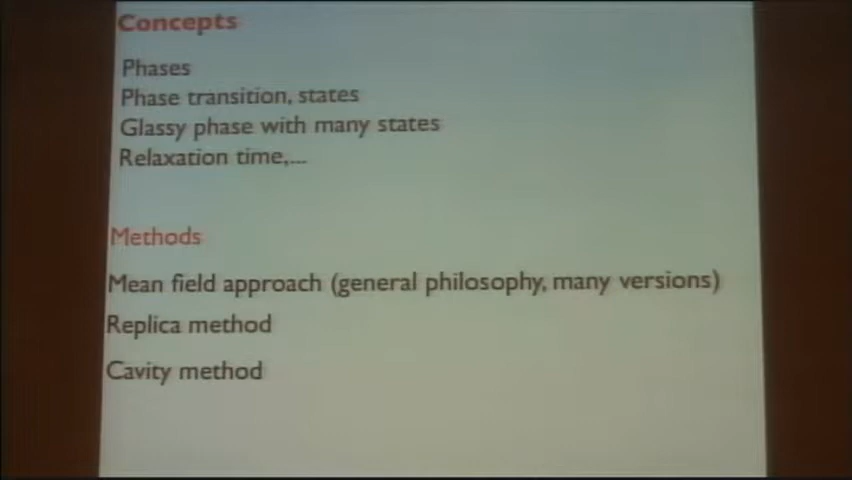 Concepts
Phases
Phase transition, states
Glassy phase with many states
Relaxation time,...
Methods
Mean field approach (general philosophy, many versions)
Replica method
Cavity method